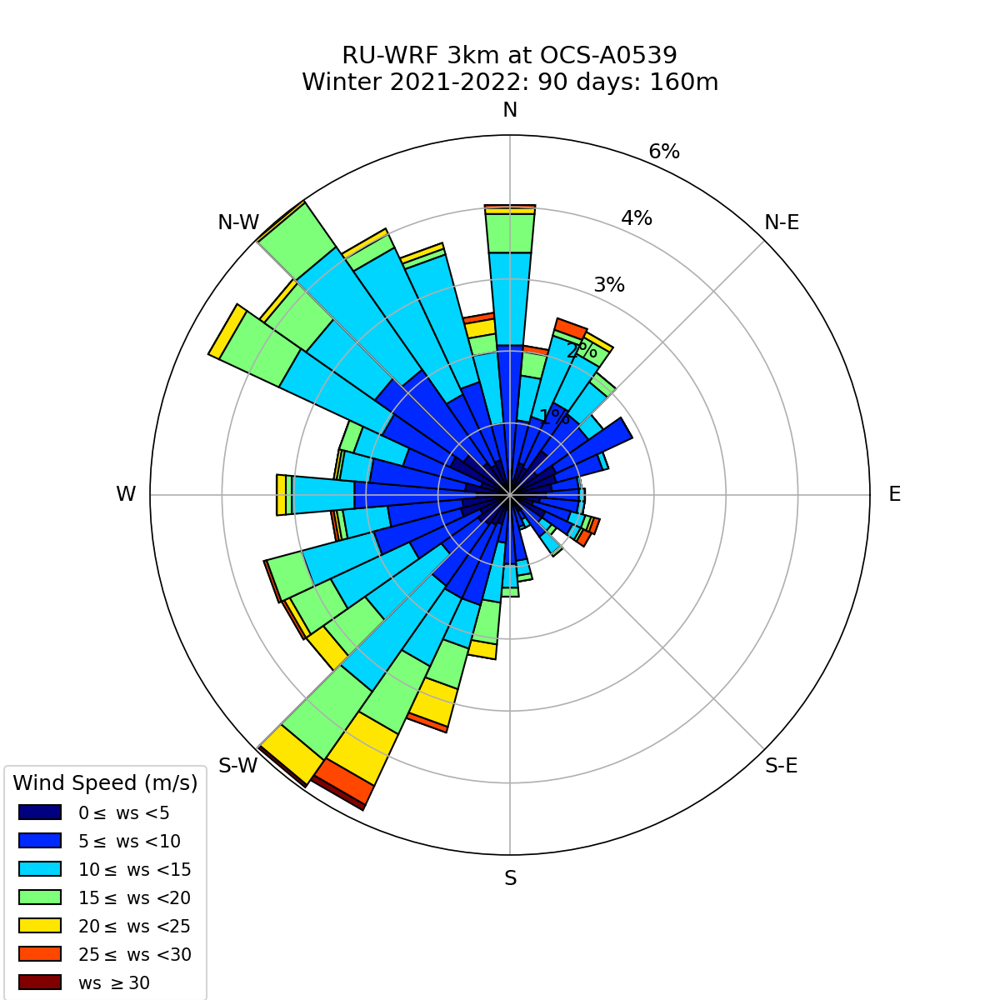 RU-WRF 3km at OCS-A0539
Winter 2021-2022: 90 days: 160m
N
6%
N-W
4%
N-E
3%
2%
1%
W
E
S-W
S-E
S
Wind Speed (m/s)
0≤ ws <5
5≤ ws <10
10≤ ws <15
15≤ ws <20
20≤ ws <25
25≤ ws <30
ws ≥30